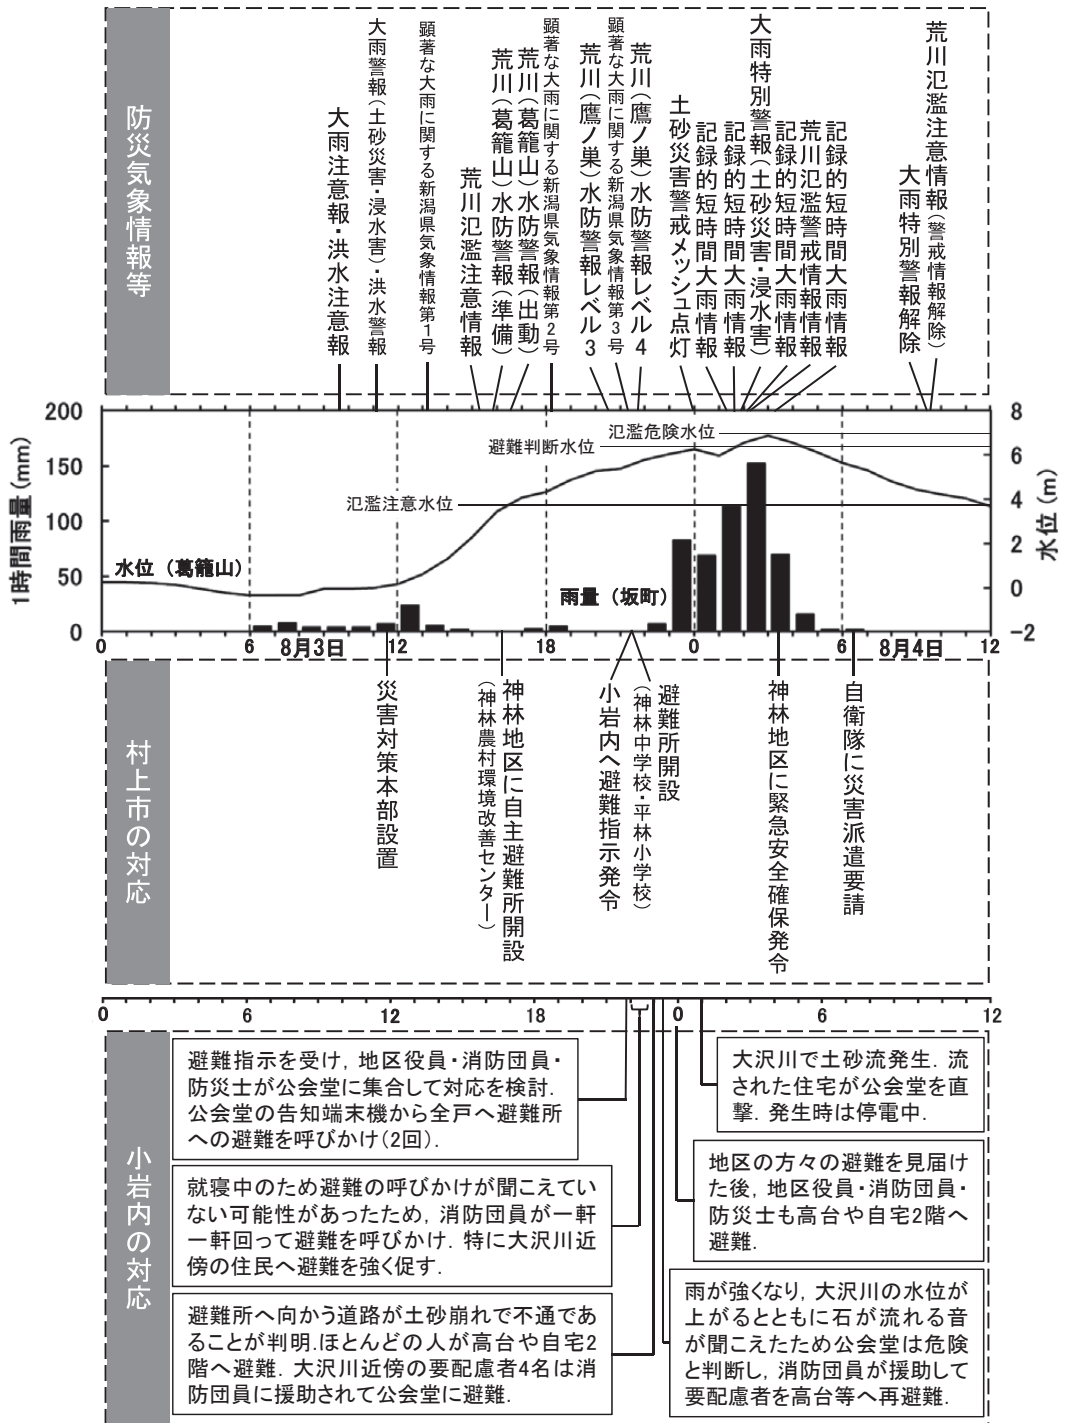 防災気象情報等
大雨注意報・洪水注意報
大雨警報(土砂災害・浸水害)・洪水警報
顕著な大雨に関する新潟県気象情報第1号
荒川氾濫注意情報
荒川(葛籠山)水防警報(準備)
荒川(葛籠山)水防警報(出動)
顕著な大雨に関する新潟県気象情報第2号
荒川(鷹ノ巣)水防警報レベル3
顕著な大雨に関する新潟県気象情報第3号
荒川(鷹ノ巣)水防警報レベル4
土砂災害警戒メッシュ点灯
記録的短時間大雨情報
記録的短時間大雨情報
大雨特別警報(土砂災害・浸水害)
記録的短時間大雨情報
荒川氾濫警戒情報
記録的短時間大雨情報
大雨特別警報解除
荒川氾濫注意情報(警戒情報解除)
1時間雨量(mm)
200
150
100
50
0
水位(m)
8
6
4
2
0
-2
氾濫危険水位
避難判断水位
氾濫注意水位
水位(葛籠山)
雨量(坂町)
0 6 8月3日 12 18 0 6 8月4日 12
村上市の対応
災害対策本部設置
神林地区に自主避難所開設
(神林農村環境改善センター)
小岩内へ避難指示発令
避難所開設
(神林中学校・平林小学校)
神林地区に緊急安全確保発令
自衛隊に災害派遣要請
0 6 12 18 0 6 12
小岩内の対応
避難指示を受け,地区役員・消防団員・
防災士が公会堂に集合して対応を検討.
公会堂の告知端末機から全戸へ避難所
への避難を呼びかけ(2回).
就寝中のため避難の呼びかけが聞こえてい
ない可能性があったため,消防団員が一軒
一軒回って避難を呼びかけ.特に大沢川近
傍の住民へ避難を強く促す.
避難所へ向かう道路が土砂崩れで不通であ
ることが判明.ほとんどの人が高台や自宅2
階へ避難.大沢川近傍の要配慮者4名は消
防団員に援助されて公会堂に避難.
大沢川で土砂流発生.流
された住宅が公会堂を直
撃.発生時は停電中.
地区の方々の避難を見届け
た後,地区役員・消防団員・
防災士も高台や自宅2階へ
避難.
雨が強くなり,大沢川の水位が
上がるとともに石が流れる音
が聞こえたため公会堂は危険
と判断し,消防団員が援助して
要配慮者を高台等へ再避難.